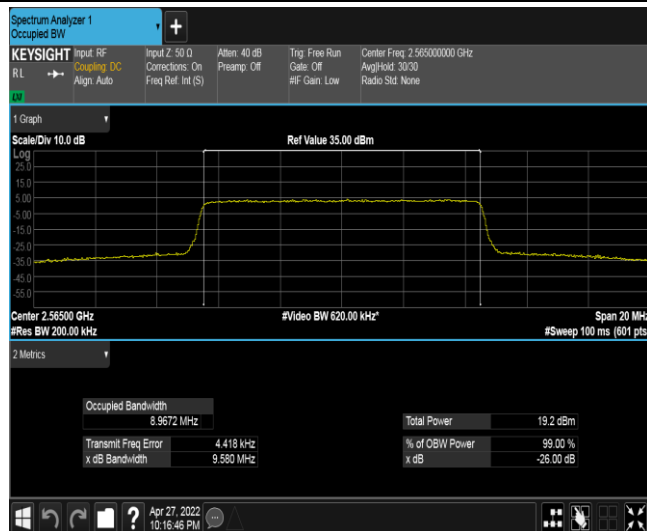 Spectrum Analyzer 1
Occupied BW
KEYSIGHT
RL
Input: RF
Coupling: DC
Align: Auto
Input Z: 50 Ω
Corrections: On
Freq Ref: Int (S)
Atten: 40 dB
Preamp: Off
Trig: Free Run
Gate: Off
#IF Gain: Low
Center Freq: 2.565000000 GHz
Avg|Hold: 30/30
Radio Std: None
1 Graph
Scale/Div 10.0 dB
Ref Value 35.00 dBm
Log
25.0
15.0
5.00
-5.00
-15.0
-25.0
-35.0
-45.0
-55.0
Center 2.56500 GHz
#Video BW 620.00 kHz*
Span 20 MHz
#Res BW 200.00 kHz
#Sweep 100 ms (601 pts
2 Metrics
Occupied Bandwidth
8.9672 MHz
Total Power 19.2 dBm
Transmit Freq Error 4.418 kHz
% of OBW Power 99.00 %
x dB Bandwidth 9.580 MHz
x dB -26.00 dB
?
Apr 27, 2022
10:16:46 PM